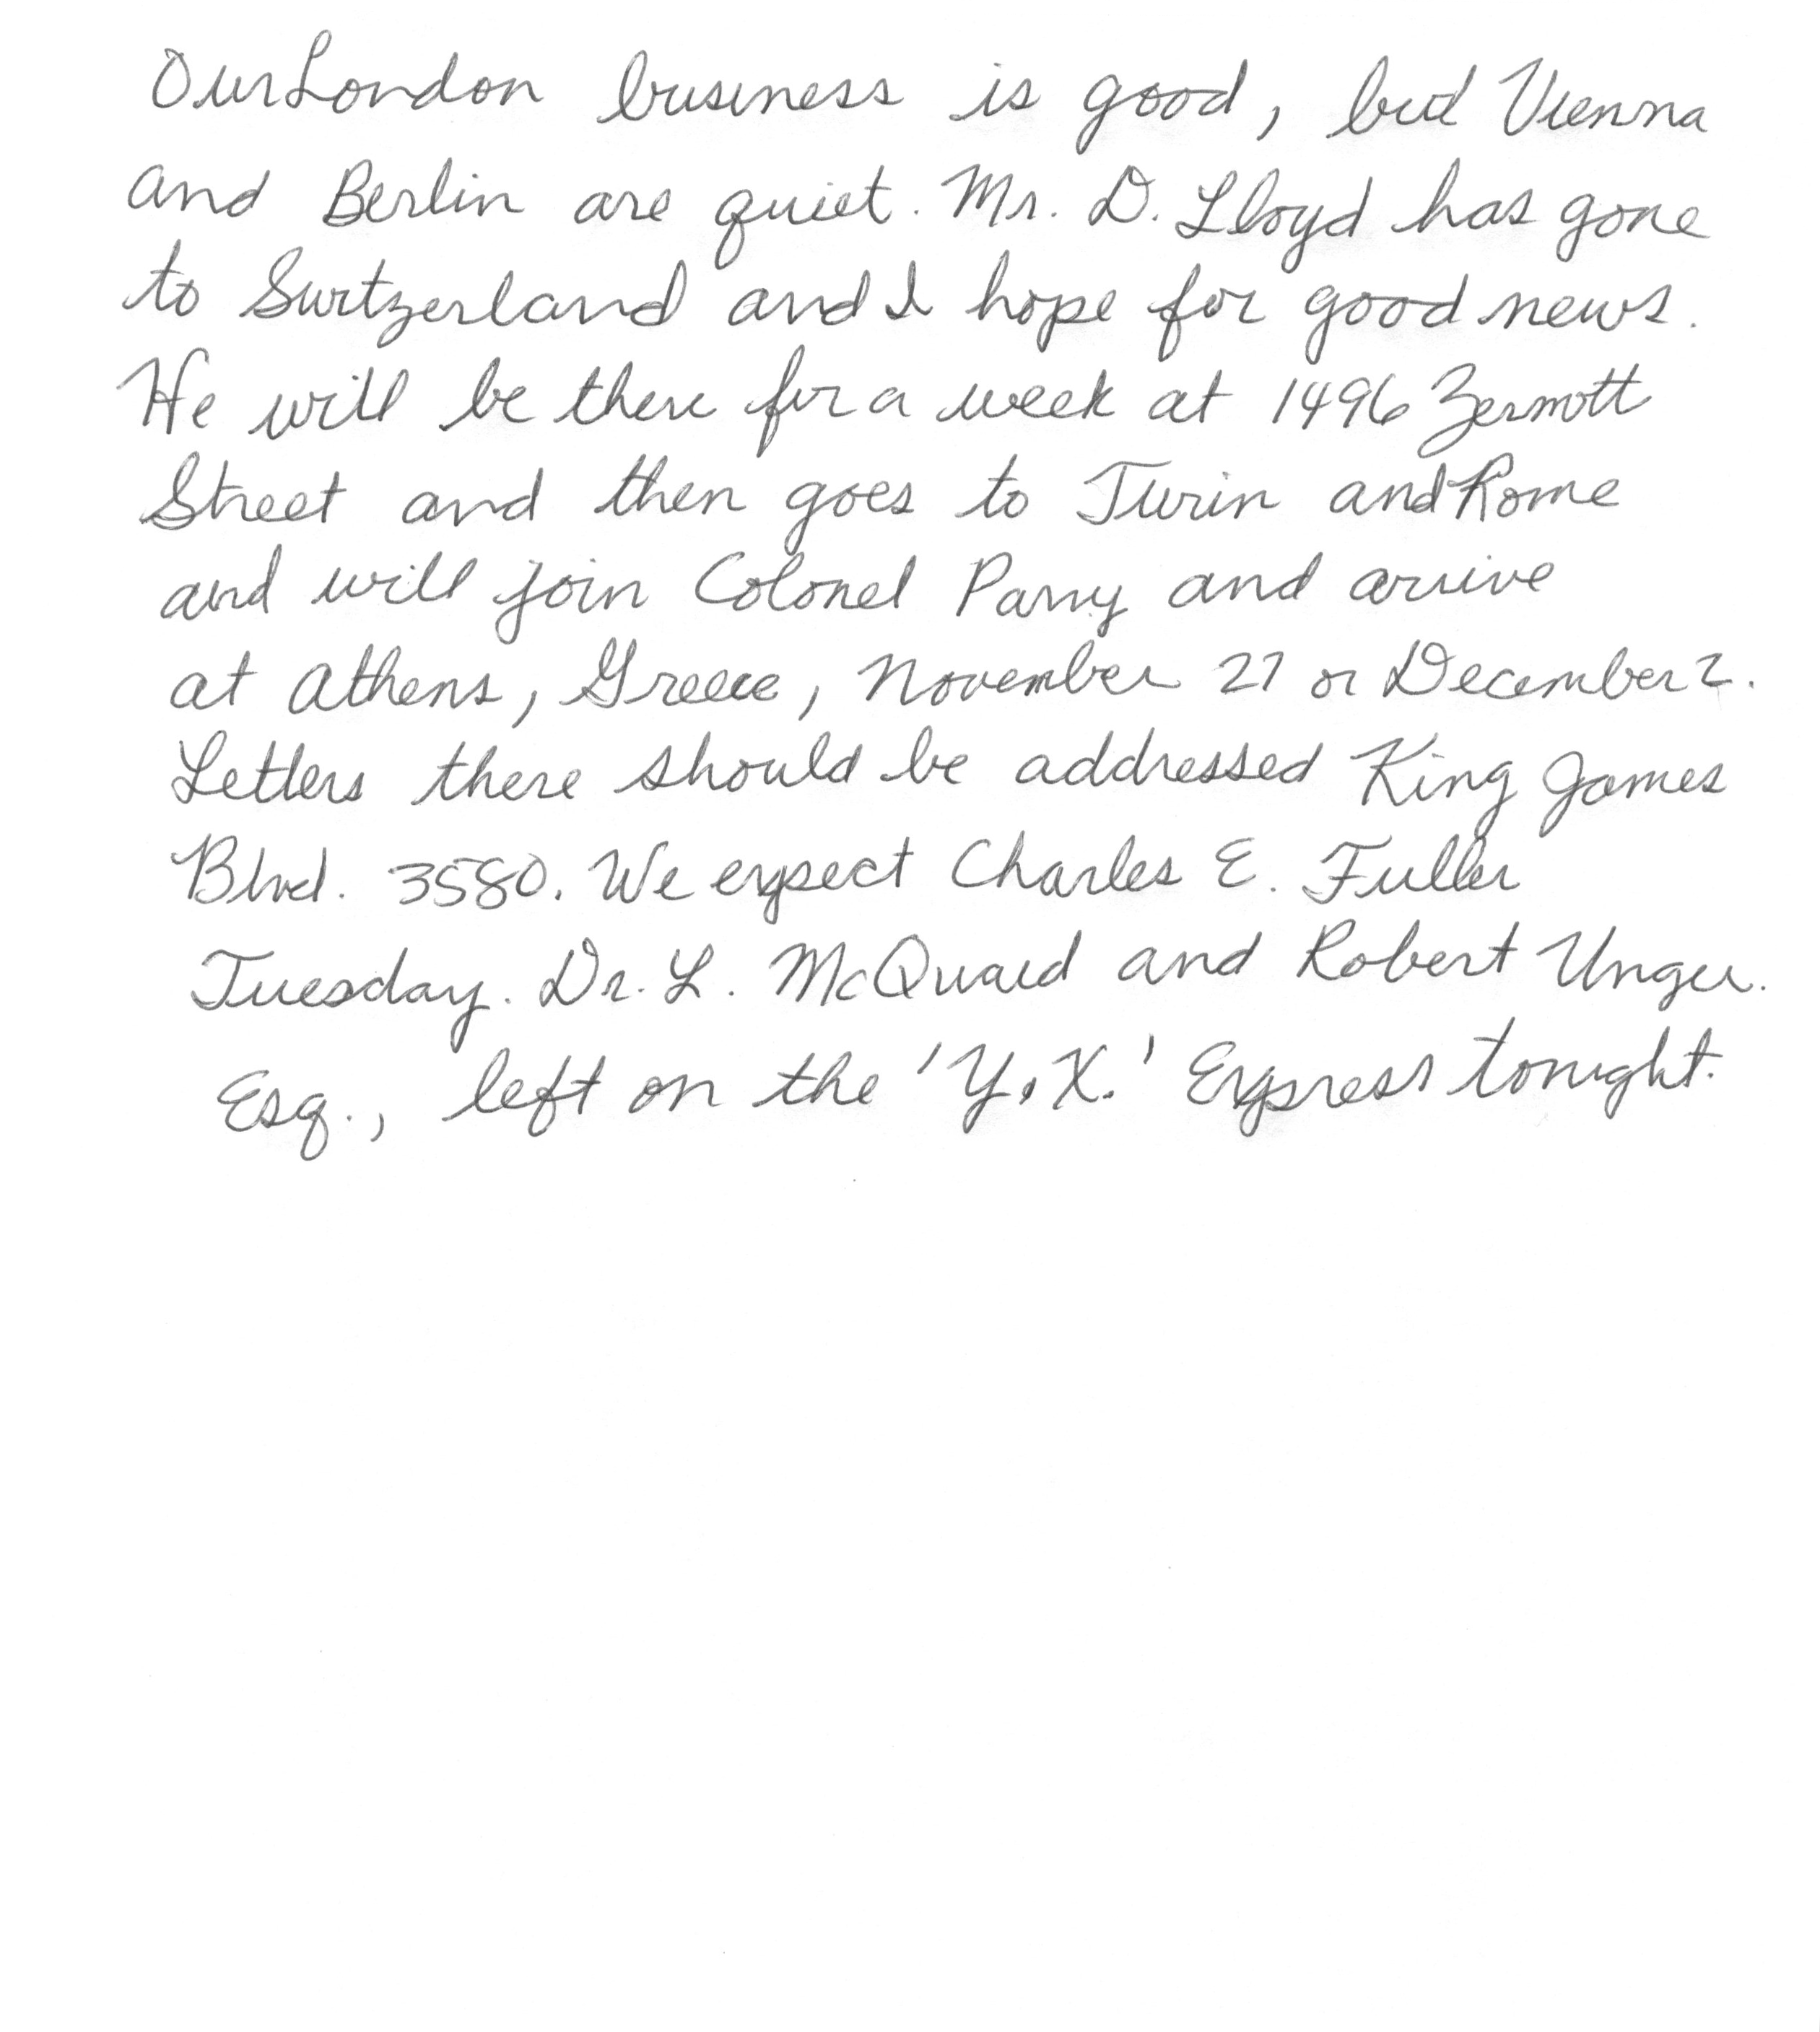 Our London business is good, but Vienna
and Berlin are quiet. Mr. D. Lloyd has gone
to Switzerland and I hope for good news.
He will be there for a week at 1496 Zermott
Street and then goes to Turin and Rome
and will join Colonel Parry and arrive
at Athens, Greece, November 27 or December 2.
Letters there should be addressed King James
Blvd. 3580. We expect Charles E. Fuller
Tuesday. Dr. L. McQuaid and Robert Unger.
Esq., left on the 'Y.X.' Express tonight.